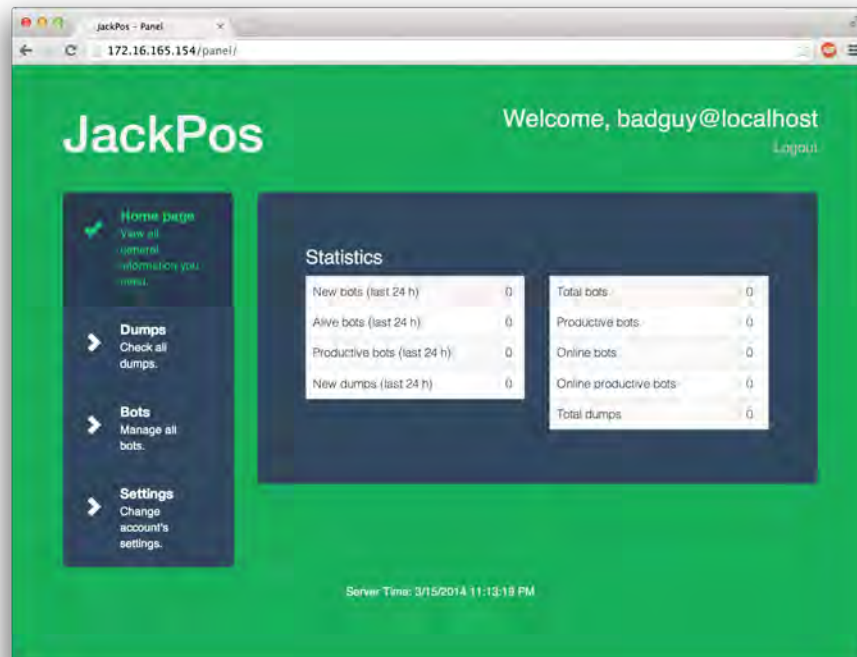 JackPos - Panel
172.16.165.154/panel/
JackPos
Welcome, badguy@localhost
Logout
Home page
View all
general
information you
need.
Dumps
Check all
dumps.
Bots
Manage all
bots.
Settings
Change
account's
settings.
Statistics
New bots (last 24 h) 0
Alive bots (last 24 h) 0
Productive bots (last 24 h) 0
New dumps (last 24 h) 0
Total bots 0
Productive bots 0
Online bots 0
Online productive bots 0
Total dumps 0
Server Time: 3/15/2014 11:13:19 PM